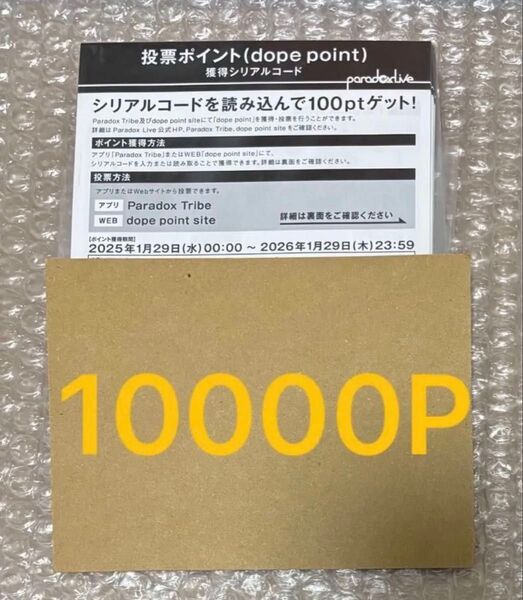 投票ポイント(dope point)
獲得シリアルコード
paradoxlive
シリアルコードを読み込んで100ptゲット!
Paradox Tribe及びdope point siteにて「dope point」を獲得・投票を行うことができます。
詳細は Paradox Live 公式HP、Paradox Tribe、dope point site をご確認ください。
ポイント獲得方法
アプリ「Paradox Tribe」またはWEB「dope point site」にて、
シリアルコードを入力または読み取ることで獲得できます。詳細は裏面をご確認ください。
投票方法
アプリまたはWebサイトから投票できます。
アプリ Paradox Tribe
WEB dope point site 詳細は裏面をご確認ください
【ポイント獲得期間】
2025年1月29日(水)00:00 ~ 2026年1月29日(木)23:59
10000P